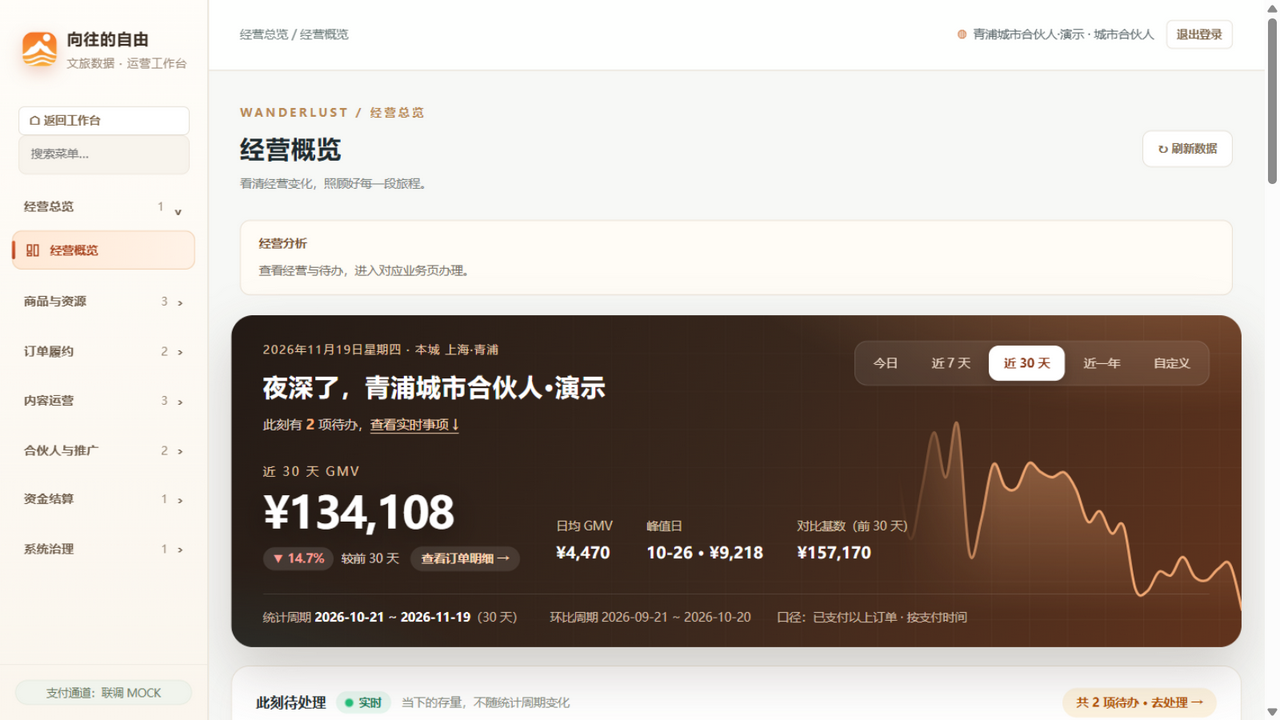 向往的自由
文旅数据 · 运营工作台
返回工作台
搜索菜单...
经营总览 1
经营概览
商品与资源 3
订单履约 2
内容运营 3
合伙人与推广 2
资金结算 1
系统治理 1
支付通道：联调 MOCK
经营总览 / 经营概览
青浦城市合伙人·演示 · 城市合伙人
退出登录
WANDERLUST / 经营总览
经营概览
看清经营变化，照顾好每一段旅程。
↻ 刷新数据
经营分析
查看经营与待办，进入对应业务页办理。
2026年11月19日星期四 · 本城 上海·青浦
今日 近 7 天 近 30 天 近一年 自定义
夜深了，青浦城市合伙人·演示
此刻有 2 项待办，查看实时事项 ↓
近 30 天 GMV
¥134,108
▼ 14.7% 较前 30 天 查看订单明细 →
日均 GMV
¥4,470
峰值日
10-26 • ¥9,218
对比基数（前 30 天）
¥157,170
统计周期 2026-10-21 ~ 2026-11-19（30 天） 环比周期 2026-09-21 ~ 2026-10-20 口径：已支付以上订单 · 按支付时间
此刻待处理 实时 当下的存量，不随统计周期变化 共 2 项待办 • 去处理 →